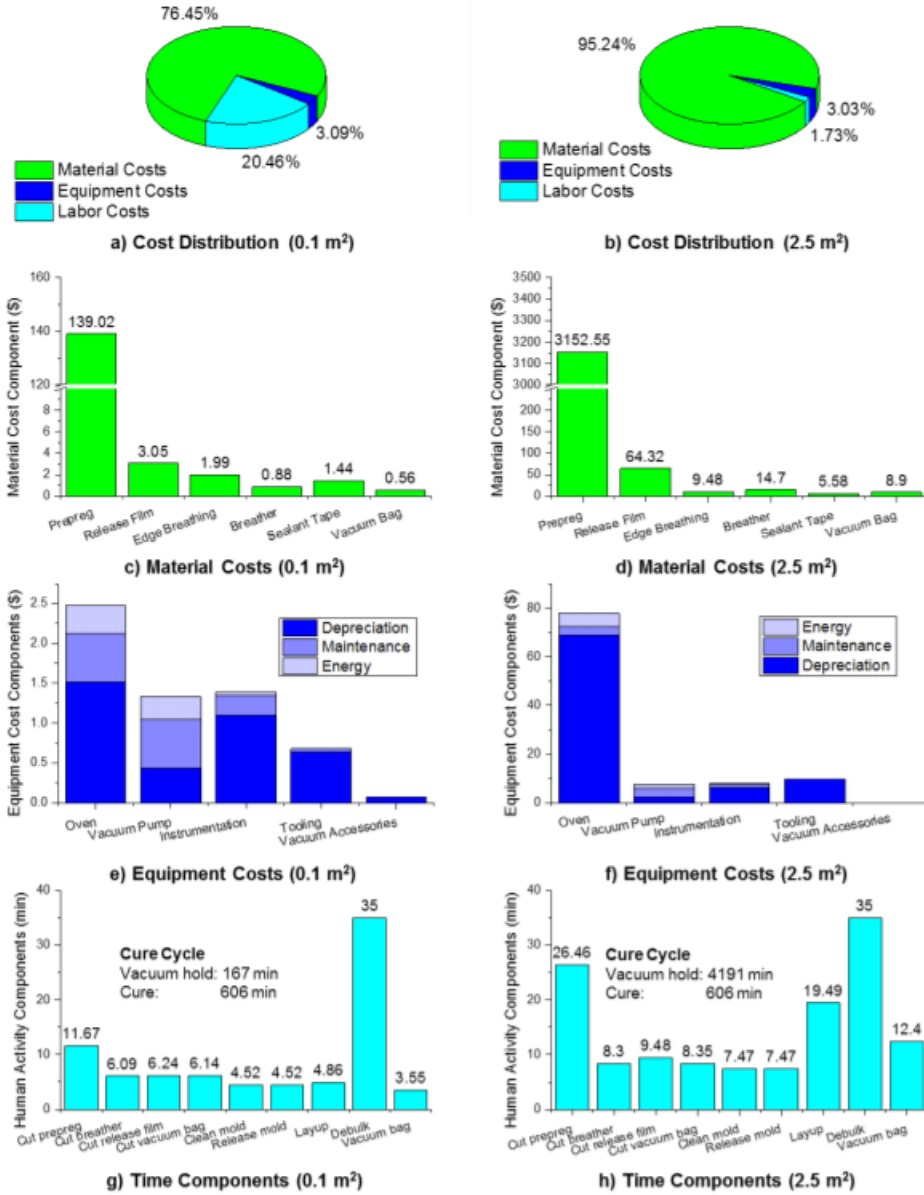 76.45%
3.09%
20.46%
Material Costs
Equipment Costs
Labor Costs
a) Cost Distribution (0.1 m²)
95.24%
3.03%
1.73%
Material Costs
Equipment Costs
Labor Costs
b) Cost Distribution (2.5 m²)
Material Cost Component ($)
160
140
120
8
6
4
2
0
139.02
3.05
1.99
0.88
1.44
0.56
Prepreg
Release Film
Edge Breathing
Breather
Sealant Tape
Vacuum Bag
c) Material Costs (0.1 m²)
Material Cost Component ($)
3500
3400
3300
3200
3100
3000
200
150
100
50
0
3152.55
64.32
9.48
14.7
5.58
8.9
Prepreg
Release Film
Edge Breathing
Breather
Sealant Tape
Vacuum Bag
d) Material Costs (2.5 m²)
Equipment Cost Components ($)
2.5
2.0
1.5
1.0
0.5
0.0
Depreciation
Maintenance
Energy
Oven
Vacuum Pump
Instrumentation
Tooling
Vacuum Accessories
e) Equipment Costs (0.1 m²)
Equipment Cost Components ($)
80
60
40
20
0
Energy
Maintenance
Depreciation
Oven
Vacuum Pump
Instrumentation
Tooling
Vacuum Accessories
f) Equipment Costs (2.5 m²)
Human Activity Components (min)
40
30
20
10
0
Cure Cycle
Vacuum hold: 167 min
Cure: 606 min
11.67
6.09
6.24
6.14
4.52
4.52
4.86
35
3.55
Cut prepreg
Cut breather
Cut release film
Cut vacuum bag
Clean mold
Release mold
Layup
Debulk
Vacuum bag
g) Time Components (0.1 m²)
Human Activity Components (min)
40
30
20
10
0
Cure Cycle
Vacuum hold: 4191 min
Cure: 606 min
26.46
8.3
9.48
8.35
7.47
7.47
19.49
35
12.4
Cut prepreg
Cut breather
Cut release film
Cut vacuum bag
Clean mold
Release mold
Layup
Debulk
Vacuum bag
h) Time Components (2.5 m²)